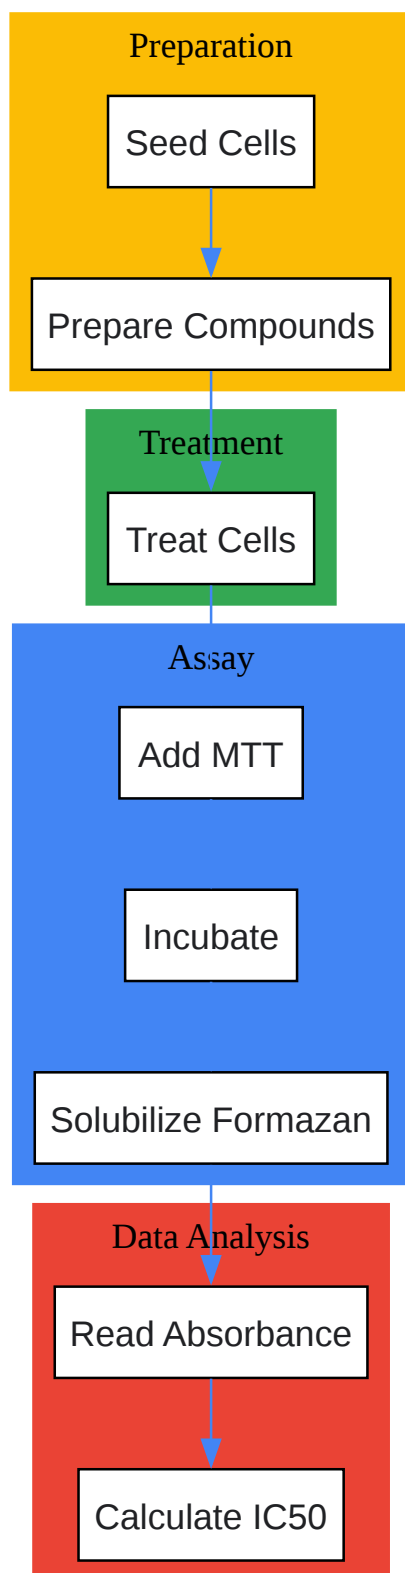 Preparation
Seed Cells
Prepare Compounds
Treatment
Treat Cells
Assay
Add MTT
Incubate
Solubilize Formazan
Data Analysis
Read Absorbance
Calculate IC50